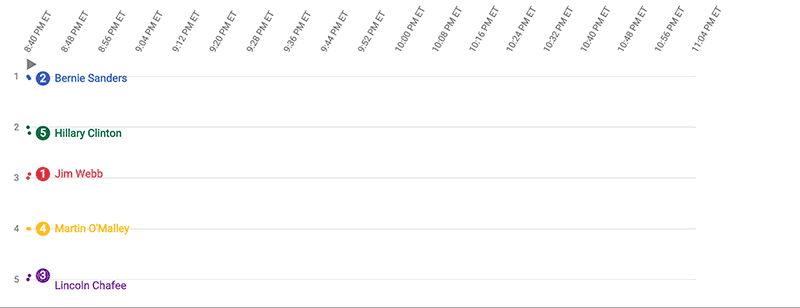 8:40 PM ET
8:48 PM ET
8:56 PM ET
9:04 PM ET
9:12 PM ET
9:20 PM ET
9:28 PM ET
9:36 PM ET
9:44 PM ET
9:52 PM ET
10:00 PM ET
10:08 PM ET
10:16 PM ET
10:24 PM ET
10:32 PM ET
10:40 PM ET
10:48 PM ET
10:56 PM ET
11:04 PM ET
1 2 Bernie Sanders
2 5 Hillary Clinton
3 1 Jim Webb
4 4 Martin O'Malley
5 3 Lincoln Chafee